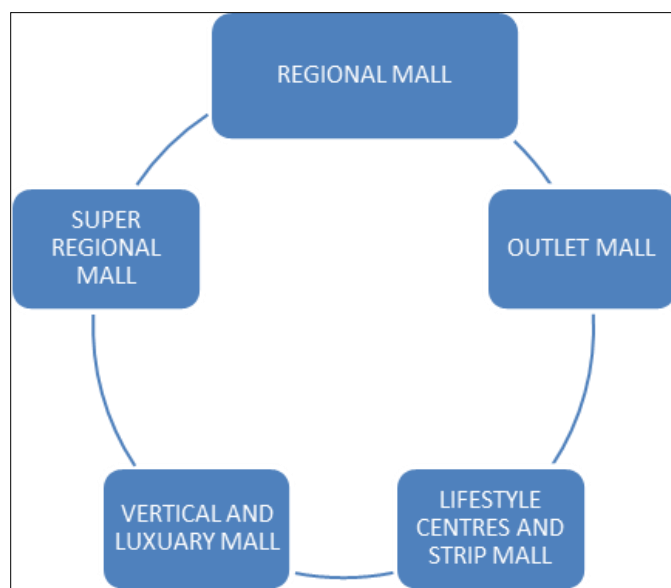 REGIONAL MALL
SUPER
REGIONAL
MALL
OUTLET MALL
VERTICAL AND
LUXUARY MALL
LIFESTYLE
CENTRES AND
STRIP MALL